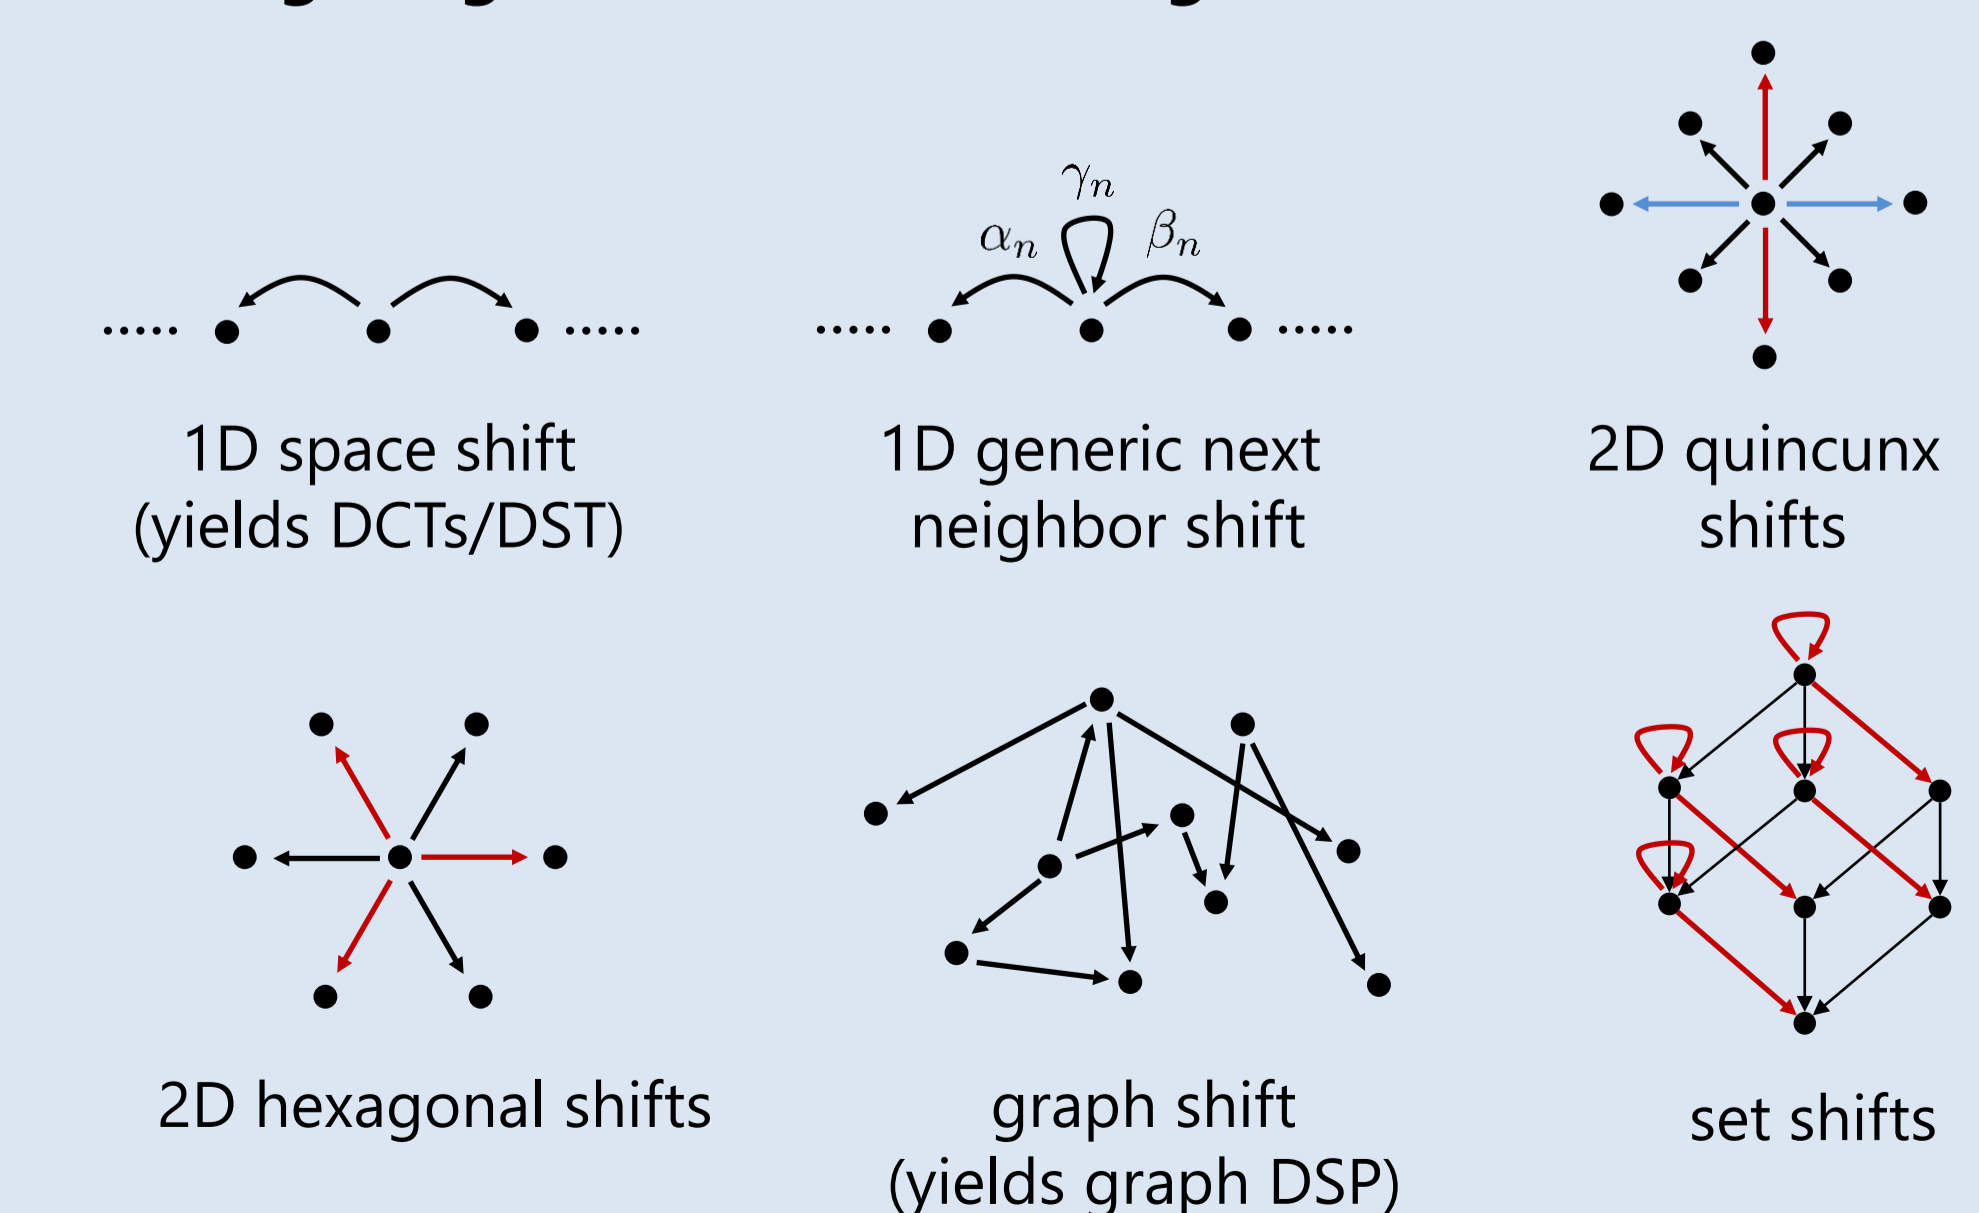 γn
αn βn
1D space shift
(yields DCTs/DST)
1D generic next
neighbor shift
2D quincunx
shifts
2D hexagonal shifts
graph shift
(yields graph DSP)
set shifts